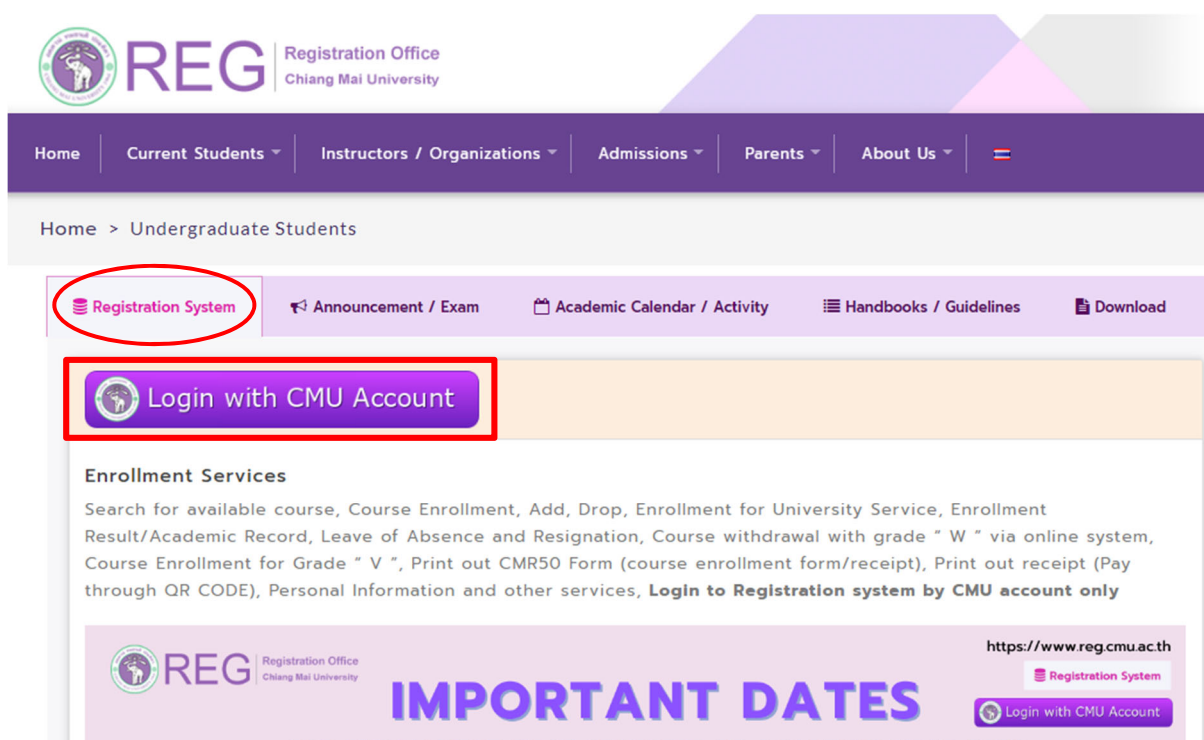 REG
Registration Office
Chiang Mai University
Home Current Students Instructors / Organizations Admissions Parents About Us
Home > Undergraduate Students
Registration System Announcement / Exam Academic Calendar / Activity Handbooks / Guidelines Download
Login with CMU Account
Enrollment Services
Search for available course, Course Enrollment, Add, Drop, Enrollment for University Service, Enrollment
Result/Academic Record, Leave of Absence and Resignation, Course withdrawal with grade “ W ” via online system,
Course Enrollment for Grade “ V ”, Print out CMR50 Form (course enrollment form/receipt), Print out receipt (Pay
through QR CODE), Personal Information and other services, Login to Registration system by CMU account only
REG
Registration Office
Chiang Mai University
IMPORTANT DATES
https://www.reg.cmu.ac.th
Registration System
Login with CMU Account